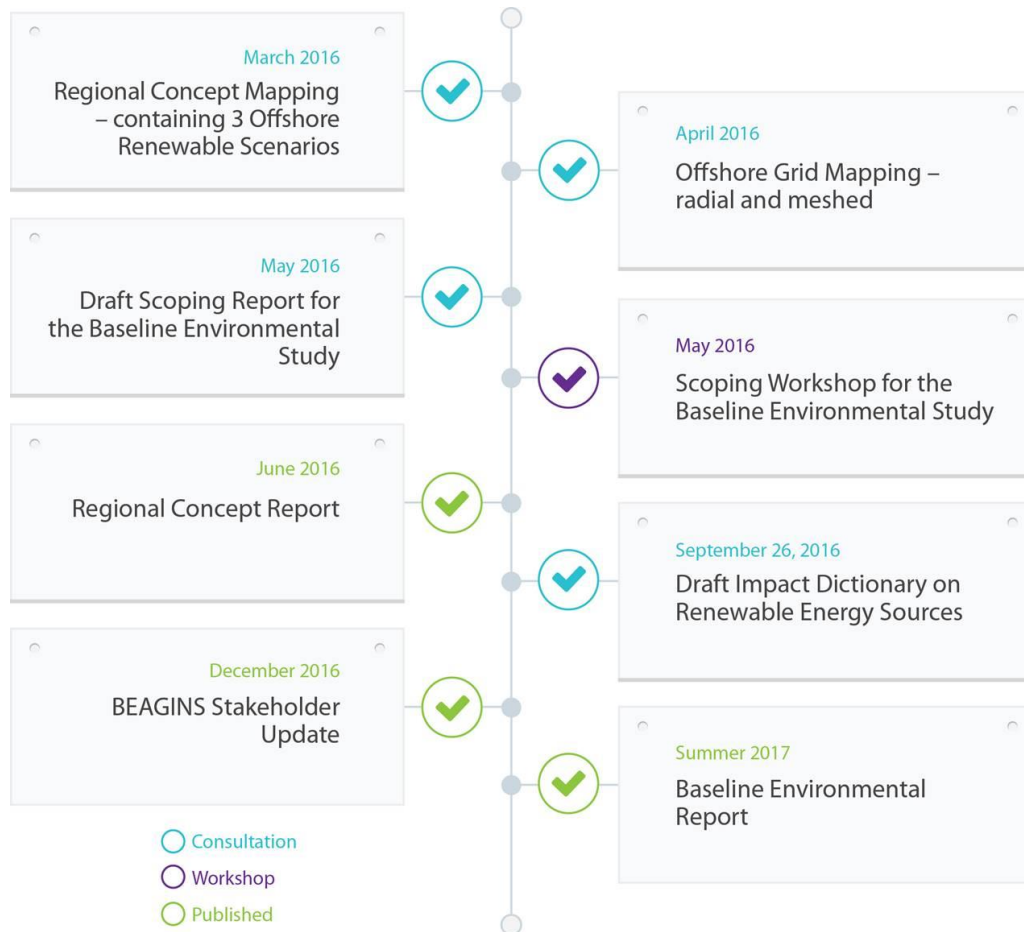 March 2016
Regional Concept Mapping
– containing 3 Offshore
Renewable Scenarios
April 2016
Offshore Grid Mapping –
radial and meshed
May 2016
Draft Scoping Report for
the Baseline Environmental
Study
May 2016
Scoping Workshop for the
Baseline Environmental Study
June 2016
Regional Concept Report
September 26, 2016
Draft Impact Dictionary on
Renewable Energy Sources
December 2016
BEAGINS Stakeholder
Update
Summer 2017
Baseline Environmental
Report
Consultation
Workshop
Published